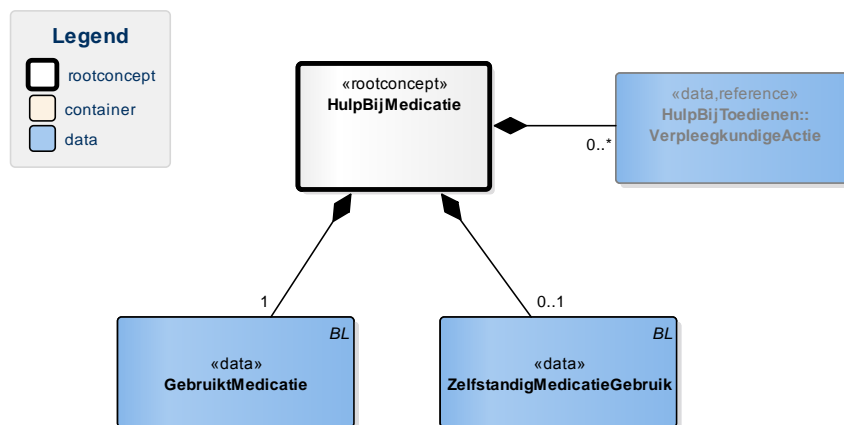 Legend
rootconcept
container
data
«rootconcept»
HulpBijMedicatie
«data,reference»
HulpBijToedienen::
VerpleegkundigeActie
0..*
1
0..1
BL
«data»
GebruiktMedicatie
BL
«data»
ZelfstandigMedicatieGebruik